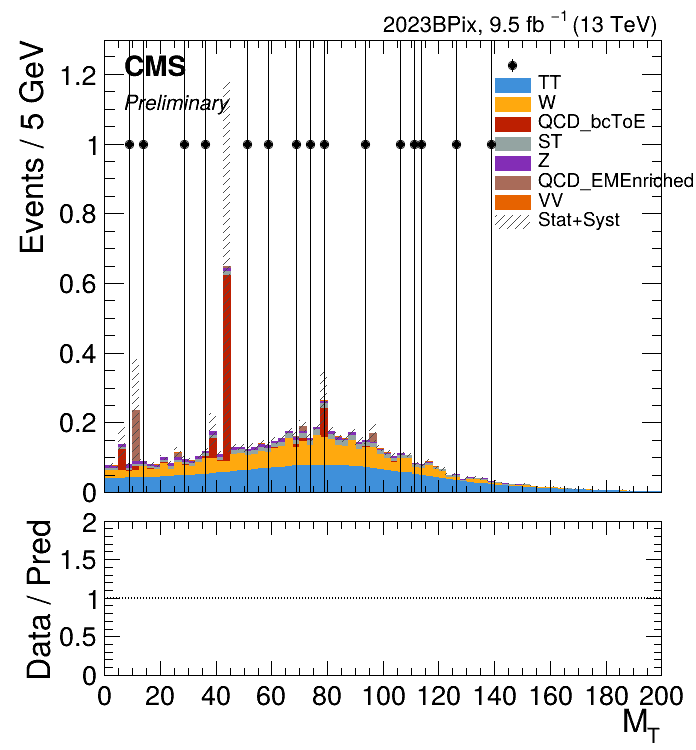 2023BPix, 9.5 fb⁻¹ (13 TeV)
CMS
Preliminary
Events / 5 GeV
1.2
1
0.8
0.6
0.4
0.2
0
TT
W
QCD_bcToE
ST
Z
QCD_EMEnriched
VV
Stat+Syst
Data / Pred
2
1.5
1
0.5
0
0 20 40 60 80 100 120 140 160 180 200
M_T